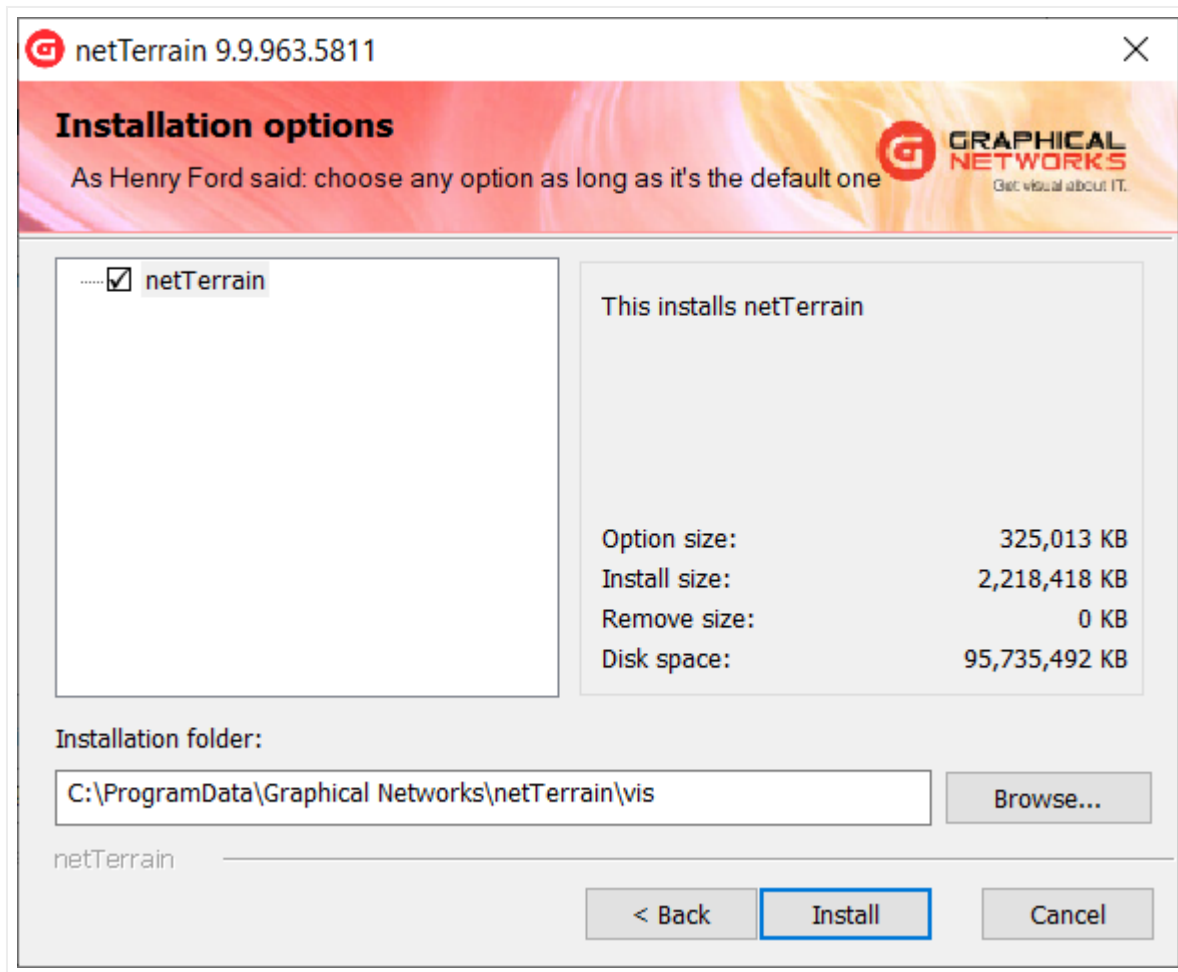 netTerrain 9.9.963.5811
Installation options
As Henry Ford said: choose any option as long as it's the default one
GRAPHICAL
NETWORKS
Get visual about IT.
netTerrain
This installs netTerrain
Option size: 325,013 KB
Install size: 2,218,418 KB
Remove size: 0 KB
Disk space: 95,735,492 KB
Installation folder:
C:\ProgramData\Graphical Networks\netTerrain\vis
Browse...
netTerrain
< Back
Install
Cancel